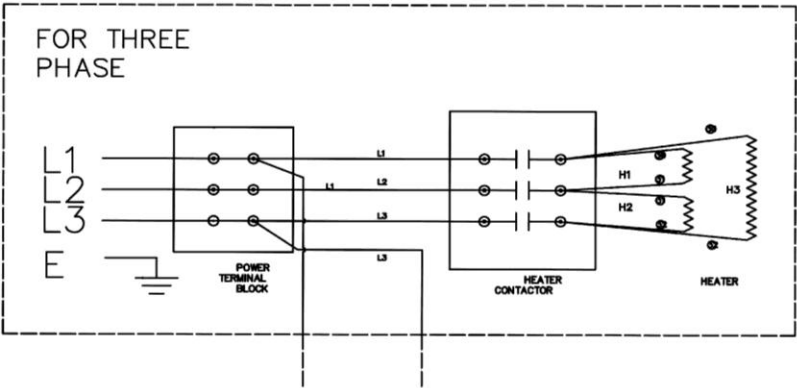 FOR THREE
PHASE
L1
L2
L3
E
L1
L1
L2
L3
L3
POWER
TERMINAL
BLOCK
HEATER
CONTACTOR
H1
H2
H3
HEATER